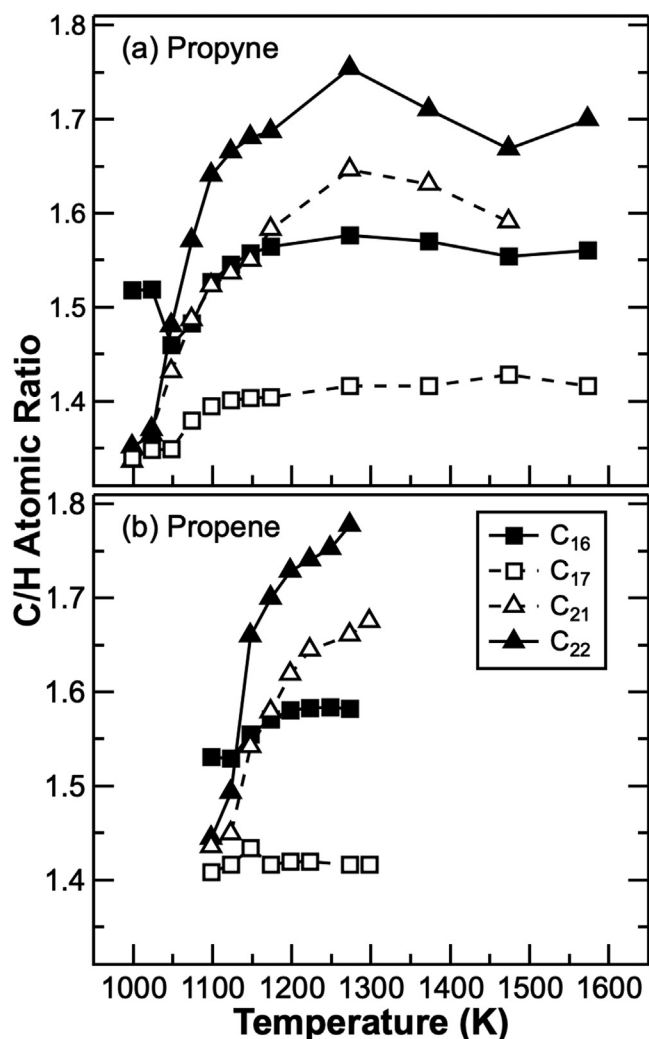 1.8
(a) Propyne
1.7
1.6
1.5
1.4
C/H Atomic Ratio
1.8
(b) Propene
C16
C17
C21
C22
1.7
1.6
1.5
1.4
1000 1100 1200 1300 1400 1500 1600
Temperature (K)